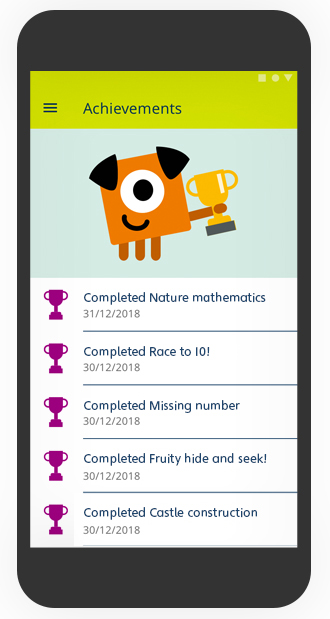 Achievements
Completed Nature mathematics
31/12/2018
Completed Race to 10!
30/12/2018
Completed Missing number
30/12/2018
Completed Fruity hide and seek!
30/12/2018
Completed Castle construction
30/12/2018